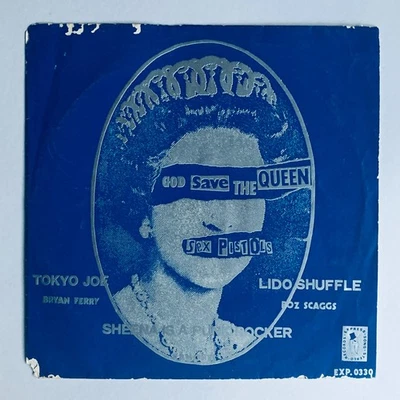 GOD Save THE QUEEN
SEX PISTOLS
TOKYO JOE
BRYAN FERRY
LIDO SHUFFLE
BOZ SCAGGS
SHEENA IS A PUNK ROCKER
EXP. 0330